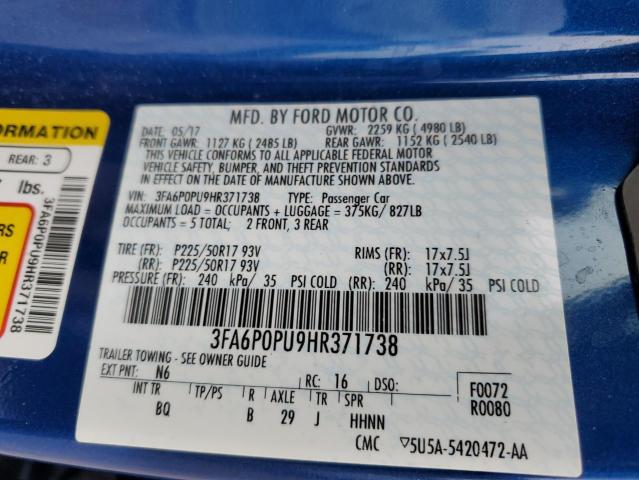 MFD. BY FORD MOTOR CO.
DATE: 05/17 GVWR: 2259 KG ( 4980 LB)
FRONT GAWR: 1127 KG ( 2485 LB) REAR GAWR: 1152 KG ( 2540 LB)
THIS VEHICLE CONFORMS TO ALL APPLICABLE FEDERAL MOTOR
VEHICLE SAFETY, BUMPER, AND THEFT PREVENTION STANDARDS
IN EFFECT ON THE DATE OF MANUFACTURE SHOWN ABOVE.
VIN: 3FA6P0PU9HR371738 TYPE: Passenger Car
MAXIMUM LOAD = OCCUPANTS + LUGGAGE = 375KG/ 827LB
OCCUPANTS = 5 TOTAL: 2 FRONT, 3 REAR
TIRE (FR): P225/50R17 93V RIMS (FR): 17x7.5J
(RR): P225/50R17 93V (RR): 17x7.5J
PRESSURE (FR): 240 kPa/ 35 PSI COLD (RR): 240 kPa/ 35 PSI COLD
3FA6P0PU9HR371738
TRAILER TOWING - SEE OWNER GUIDE
EXT PNT: N6 RC: 16 DSO: F0072
INT TR TP/PS R AXLE TR SPR R0080
BQ B 29 J HHNN
CMC ▽5U5A-5420472-AA
ORMATION
REAR: 3
lbs.
RS
R
3FA6P0PU9HR371738